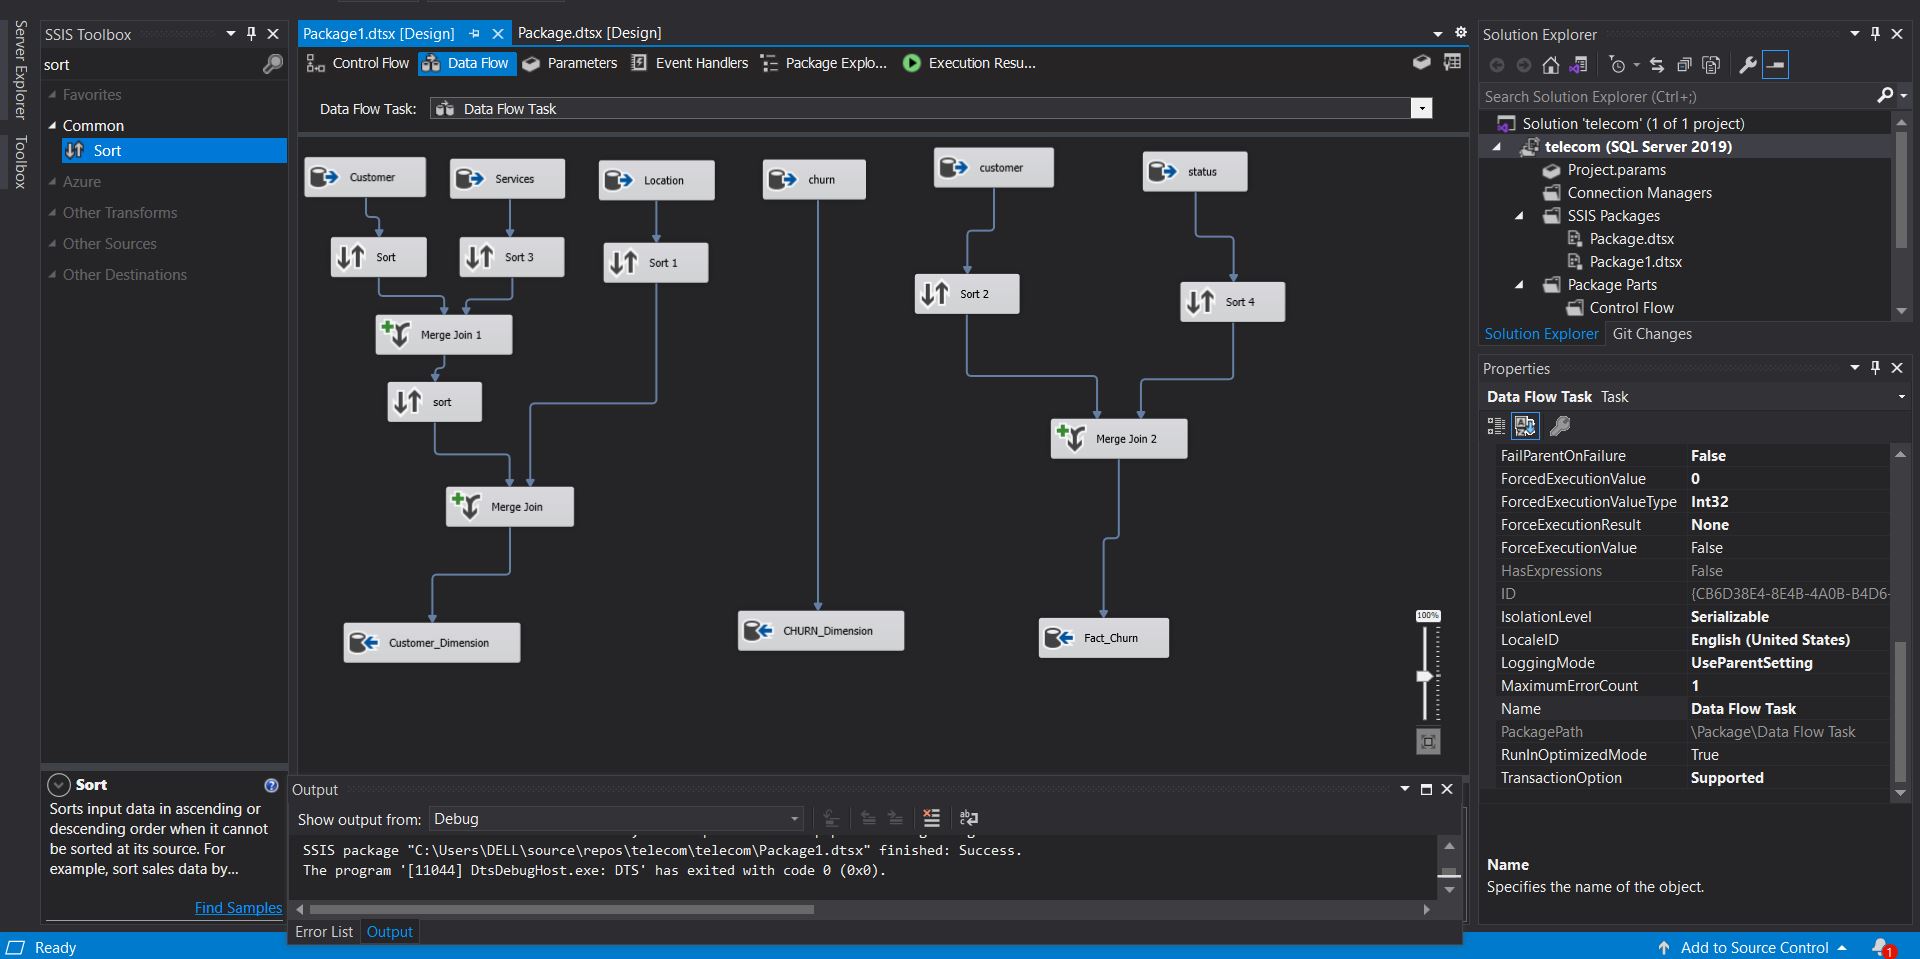 Server Explorer
Toolbox
SSIS Toolbox
sort
Favorites
Common
Sort
Azure
Other Transforms
Other Sources
Other Destinations
Sort
Sorts input data in ascending or
descending order when it cannot
be sorted at its source. For
example, sort sales data by...
Find Samples
Package1.dtsx [Design]
Package.dtsx [Design]
Control Flow
Data Flow
Parameters
Event Handlers
Package Explo...
Execution Resu...
Data Flow Task:
Data Flow Task
Customer
Services
Location
churn
customer
status
Sort
Sort 3
Sort 1
Sort 2
Sort 4
Merge Join 1
sort
Merge Join 2
Merge Join
Customer_Dimension
CHURN_Dimension
Fact_Churn
100%
Output
Show output from:
Debug
SSIS package "C:\Users\DELL\source\repos\telecom\telecom\Package1.dtsx" finished: Success.
The program '[11044] DtsDebugHost.exe: DTS' has exited with code 0 (0x0).
Error List
Output
Solution Explorer
Search Solution Explorer (Ctrl+;)
Solution 'telecom' (1 of 1 project)
telecom (SQL Server 2019)
Project.params
Connection Managers
SSIS Packages
Package.dtsx
Package1.dtsx
Package Parts
Control Flow
Solution Explorer
Git Changes
Properties
Data Flow Task Task
FailParentOnFailure False
ForcedExecutionValue 0
ForcedExecutionValueType Int32
ForceExecutionResult None
ForceExecutionValue False
HasExpressions False
ID {CB6D38E4-8E4B-4A0B-B4D6-
IsolationLevel Serializable
LocaleID English (United States)
LoggingMode UseParentSetting
MaximumErrorCount 1
Name Data Flow Task
PackagePath \Package\Data Flow Task
RunInOptimizedMode True
TransactionOption Supported
Name
Specifies the name of the object.
Ready
Add to Source Control
1